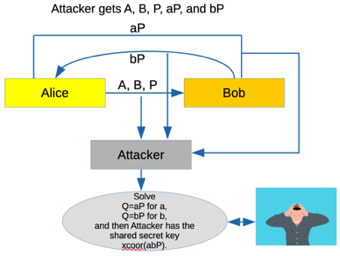 Attacker gets A, B, P, aP, and bP
aP
bP
Alice
A, B, P
Bob
Attacker
Solve
Q=aP for a,
Q=bP for b,
and then Attacker has the
shared secret key
xcoor(abP).